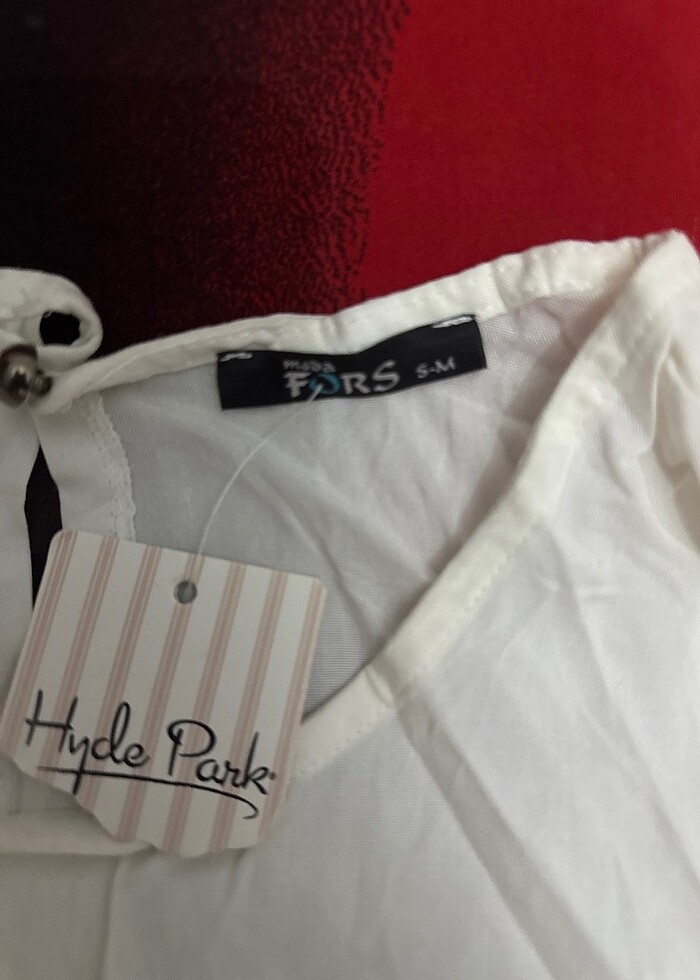 moda
FORS S-M
Hyde Park